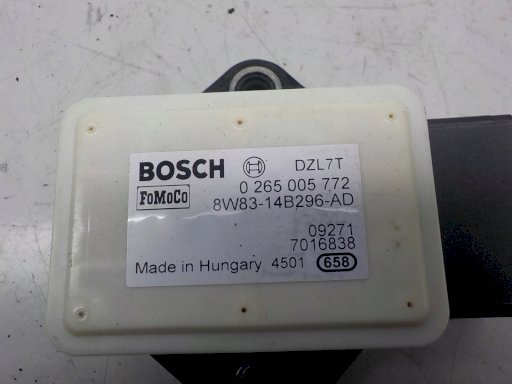 BOSCH DZL7T
FoMoCo 0 265 005 772
8W83-14B296-AD
09271
7016838
Made in Hungary 4501 658